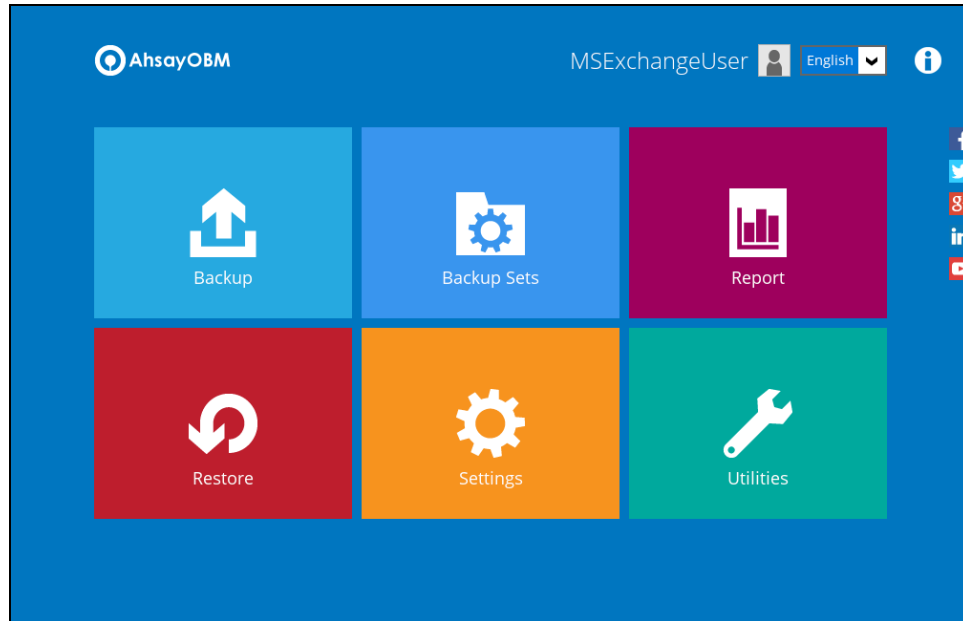 AhsayOBM
MSExchangeUser
English
Backup
Backup Sets
Report
Restore
Settings
Utilities